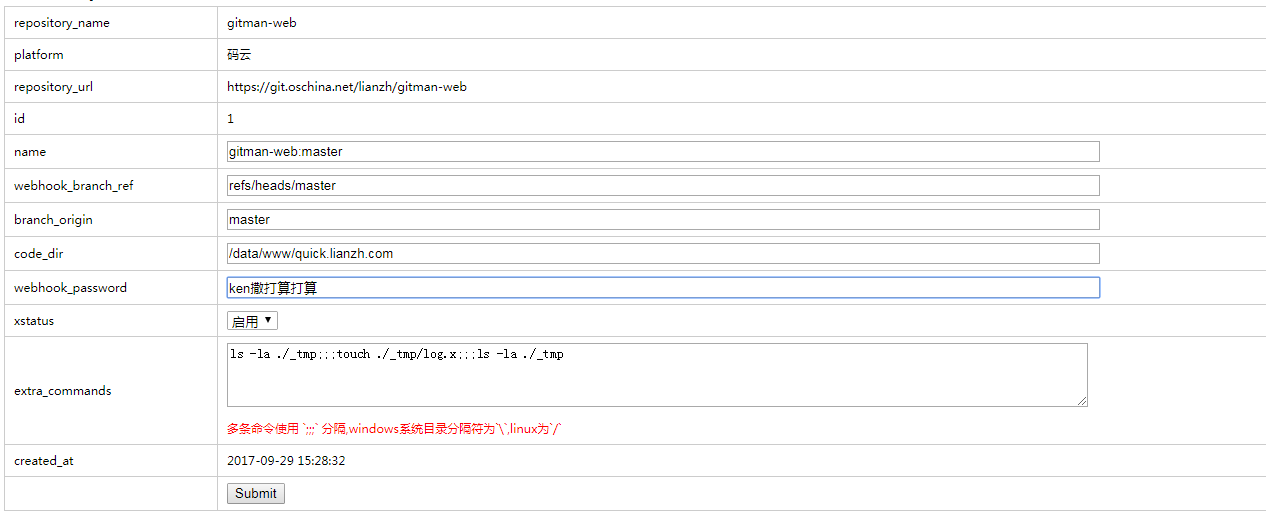 repository_name gitman-web
platform 码云
repository_url https://git.oschina.net/lianzh/gitman-web
id 1
name gitman-web:master
webhook_branch_ref refs/heads/master
branch_origin master
code_dir /data/www/quick.lianzh.com
webhook_password ken撒打算打算
xstatus 启用
extra_commands ls -la ./_tmp;;;touch ./_tmp/log.x;;;ls -la ./_tmp
多条命令使用 `;;;` 分隔,windows系统目录分隔符为`\`,linux为`/`
created_at 2017-09-29 15:28:32
Submit